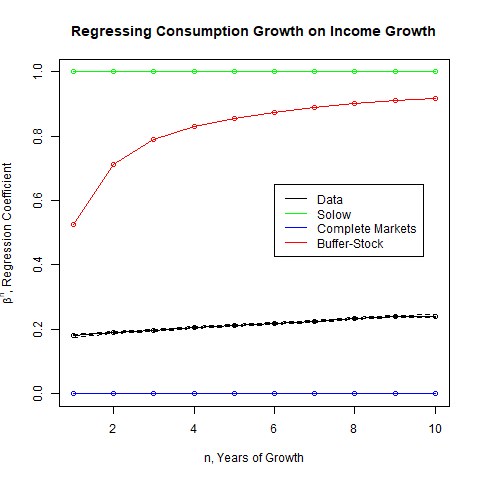 Regressing Consumption Growth on Income Growth
βⁿ, Regression Coefficient
1.0
0.8
0.6
0.4
0.2
0.0
Data
Solow
Complete Markets
Buffer-Stock
2 4 6 8 10
n, Years of Growth